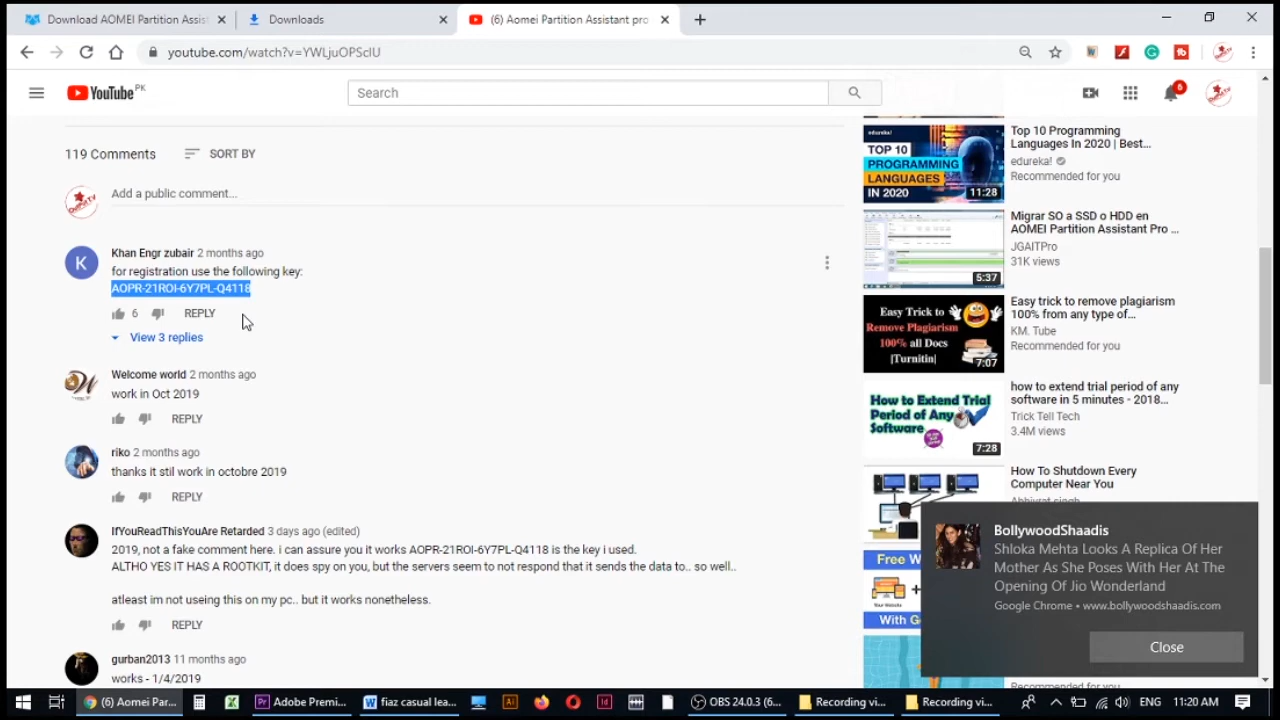 Download AOMEI Partition Assist
Downloads
(6) Aomei Partition Assistant pro
youtube.com/watch?v=YWLjuOPScIU
YouTube PK
Search
6
119 Comments
SORT BY
Add a public comment...
K
Khan Engr zubair 2 months ago
for registration use the following key:
AOPR-21ROI-6Y7PL-Q4118
6 REPLY
View 3 replies
Welcome world 2 months ago
work in Oct 2019
REPLY
riko 2 months ago
thanks it stil work in octobre 2019
REPLY
IfYouReadThisYouAre Retarded 3 days ago (edited)
2019, not a fake comment here. i can assure you it works AOPR-21ROI-6Y7PL-Q4118 is the key i used.
ALTHO YES IT HAS A ROOTKIT, it does spy on you, but the servers seem to not respond that it sends the data to.. so well..
atleast im not useing this on my pc.. but it works nonetheless.
REPLY
gurban2013 11 months ago
works - 1/4/2019
edureka!
TOP 10
PROGRAMMING
LANGUAGES
IN 2020
11:28
Top 10 Programming
Languages In 2020 | Best...
edureka!
Recommended for you
5:37
Migrar SO a SSD o HDD en
AOMEI Partition Assistant Pro ...
JGAITPro
31K views
Easy Trick to
Remove Plagiarism
100% all Docs
|Turnitin|
7:07
Easy trick to remove plagiarism
100% from any type of...
KM. Tube
Recommended for you
How to Extend Trial
Period of Any
Software
7:28
how to extend trial period of any
software in 5 minutes - 2018...
Trick Tell Tech
3.4M views
How To Shutdown Every
Computer Near You
Abhivrat singh
Free W
With G
BollywoodShaadis
Shloka Mehta Looks A Replica Of Her
Mother As She Poses With Her At The
Opening Of Jio Wonderland
Google Chrome • www.bollywoodshaadis.com
Close
Recommended for you
(6) Aomei Par...
Adobe Premi...
fiaz casual lea...
OBS 24.0.3 (6...
Recording vi...
Recording vi...
ENG
11:20 AM